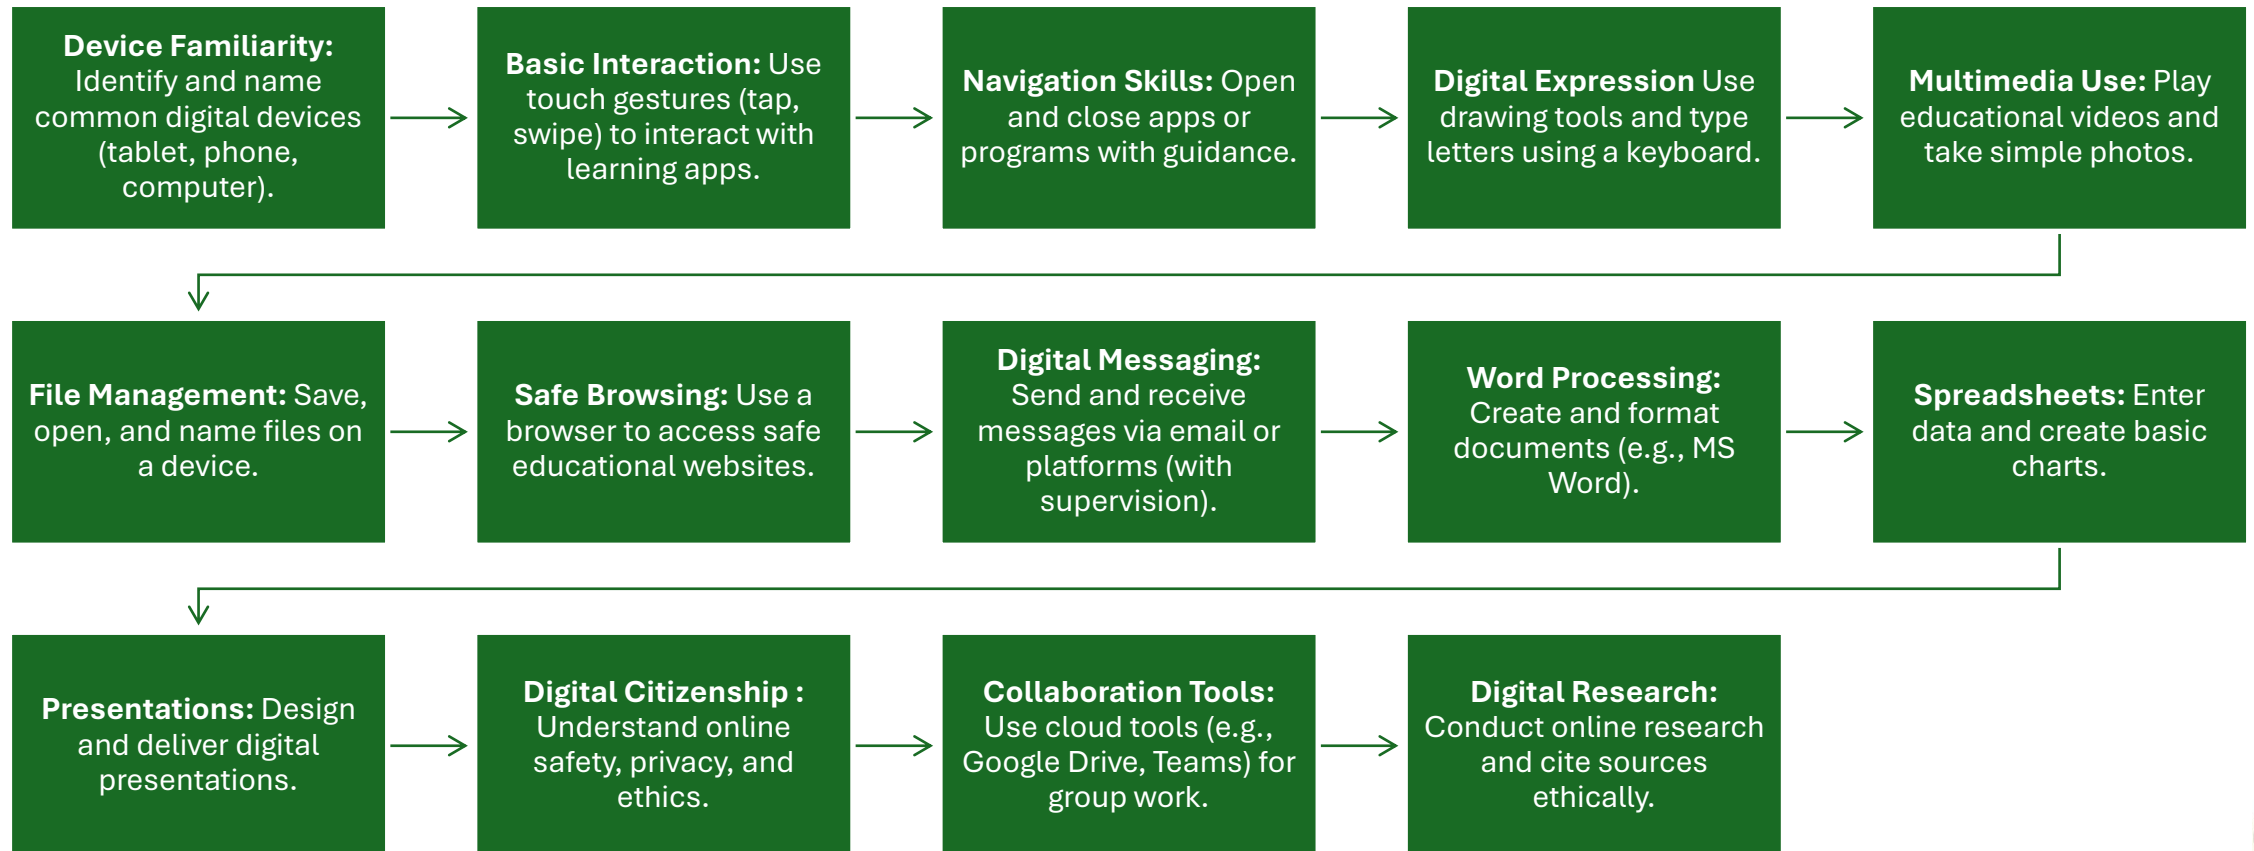 Device Familiarity:
Identify and name
common digital devices
(tablet, phone,
computer).
Basic Interaction: Use
touch gestures (tap,
swipe) to interact with
learning apps.
Navigation Skills: Open
and close apps or
programs with guidance.
Digital Expression Use
drawing tools and type
letters using a keyboard.
Multimedia Use: Play
educational videos and
take simple photos.
File Management: Save,
open, and name files on
a device.
Safe Browsing: Use a
browser to access safe
educational websites.
Digital Messaging:
Send and receive
messages via email or
platforms (with
supervision).
Word Processing:
Create and format
documents (e.g., MS
Word).
Spreadsheets: Enter
data and create basic
charts.
Presentations: Design
and deliver digital
presentations.
Digital Citizenship :
Understand online
safety, privacy, and
ethics.
Collaboration Tools:
Use cloud tools (e.g.,
Google Drive, Teams) for
group work.
Digital Research:
Conduct online research
and cite sources
ethically.